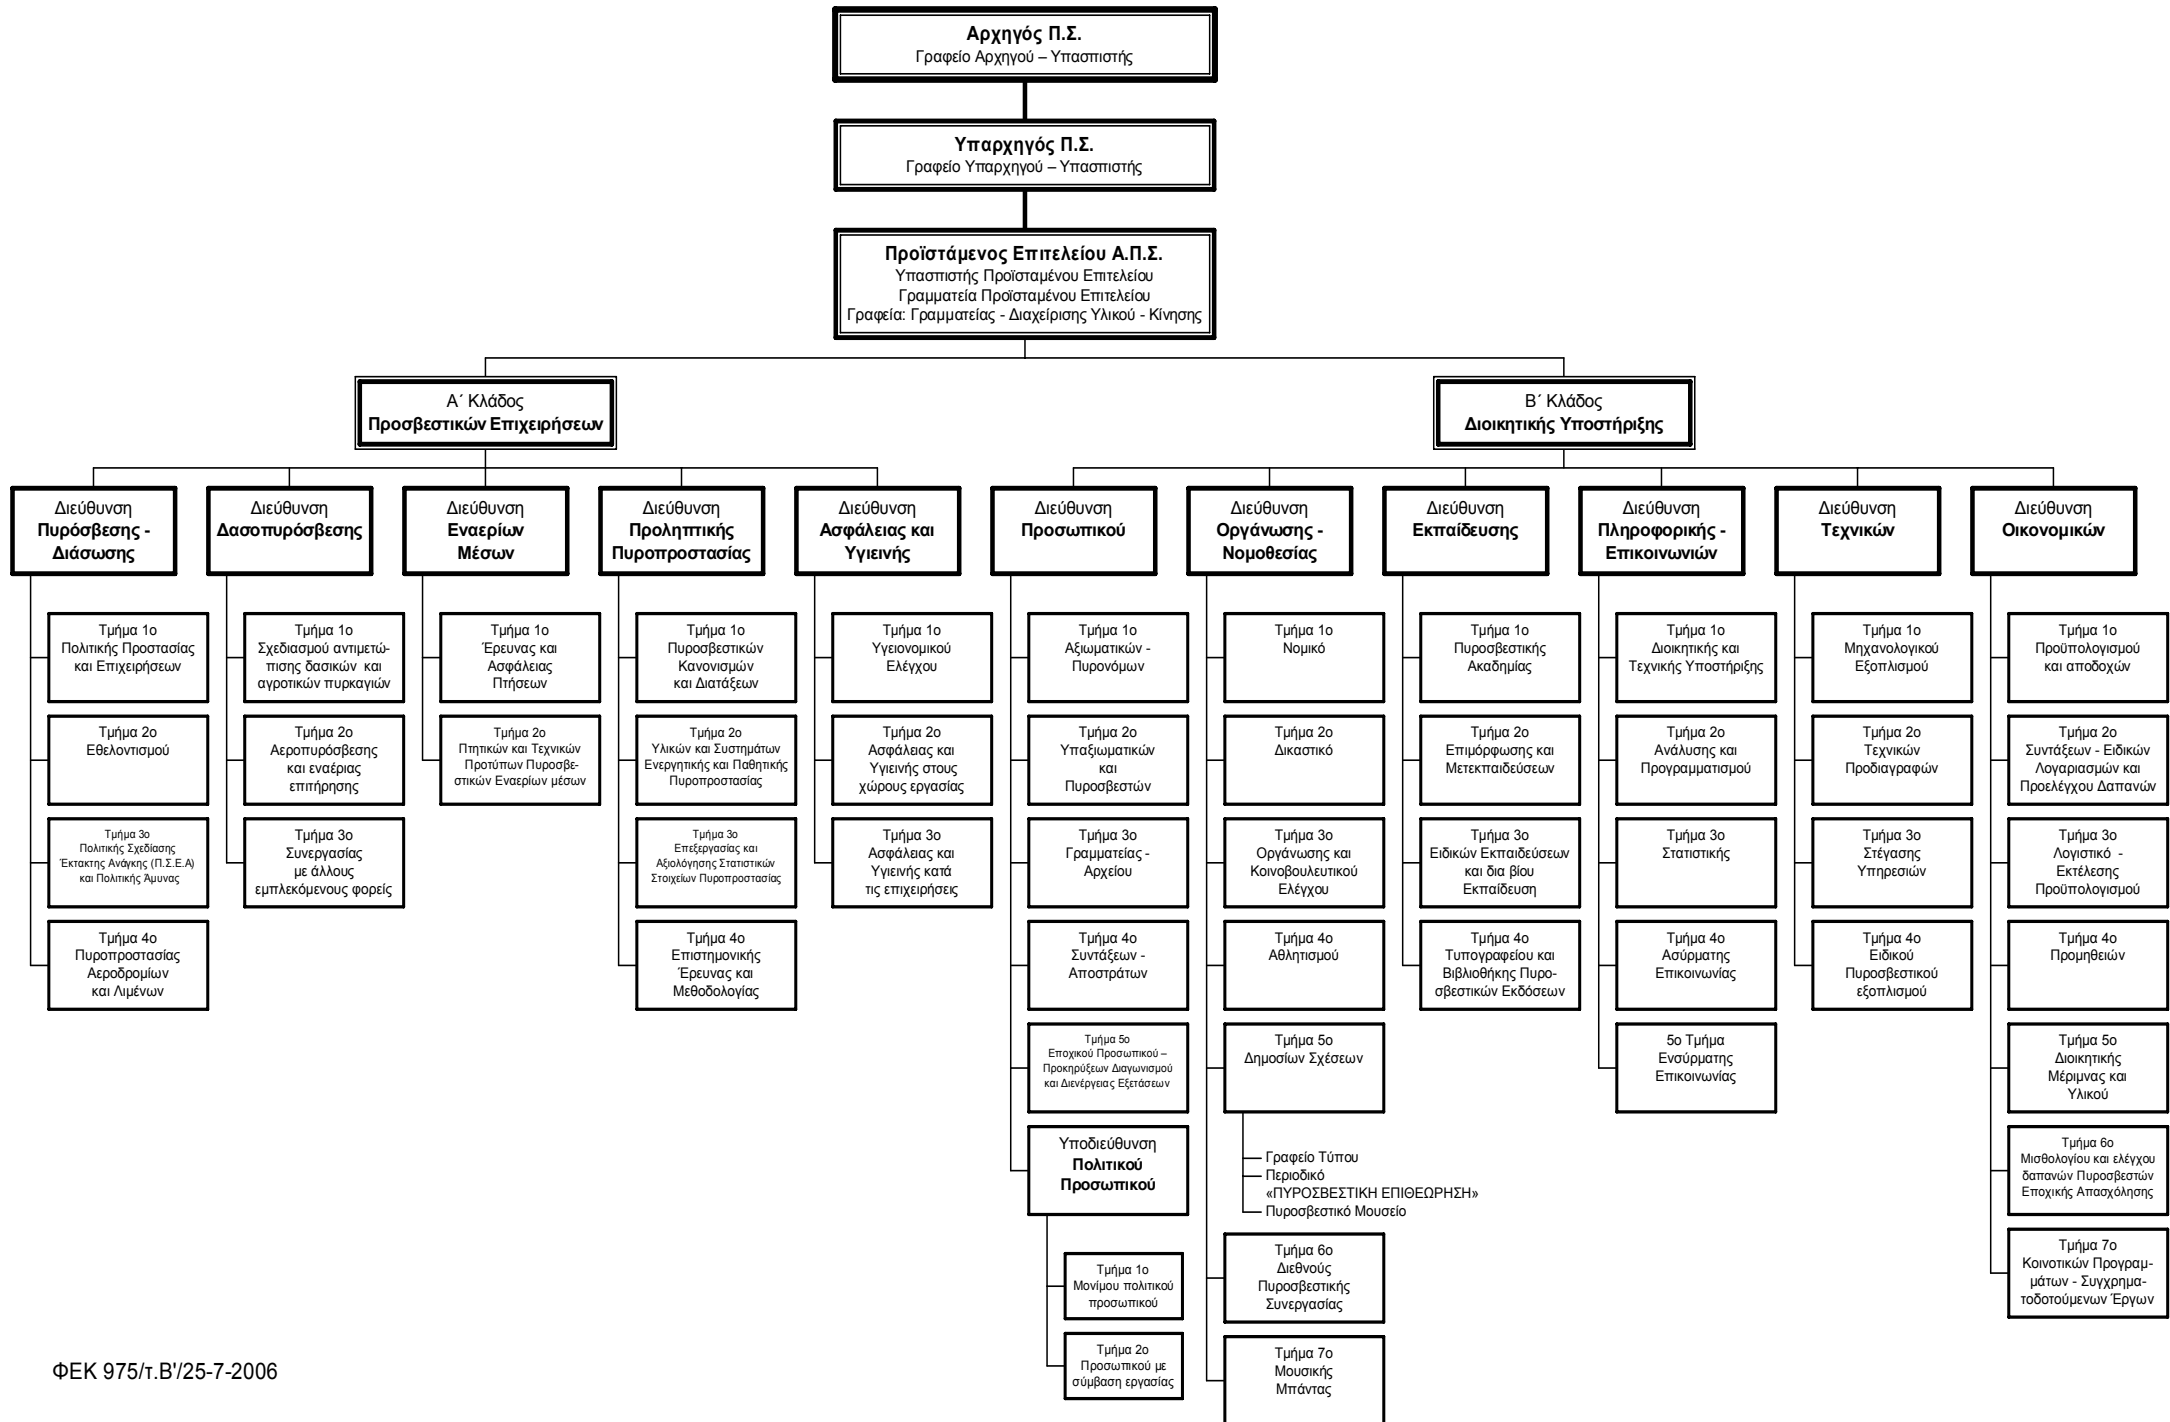 Αρχηγός Π.Σ.
Γραφείο Αρχηγού – Υπασπιστής
Υπαρχηγός Π.Σ.
Γραφείο Υπαρχηγού – Υπασπιστής
Προϊστάμενος Επιτελείου Α.Π.Σ.
Υπασπιστής Προϊσταμένου Επιτελείου
Γραμματεία Προϊσταμένου Επιτελείου
Γραφεία: Γραμματείας - Διαχείρισης Υλικού - Κίνησης
Α΄ Κλάδος
Προσβεστικών Επιχειρήσεων
Β΄ Κλάδος
Διοικητικής Υποστήριξης
Διεύθυνση
Πυρόσβεσης -
Διάσωσης
Τμήμα 1ο
Πολιτικής Προστασίας
και Επιχειρήσεων
Τμήμα 2ο
Εθελοντισμού
Τμήμα 3ο
Πολιτικής Σχεδίασης
Έκτακτης Ανάγκης (Π.Σ.Ε.Α)
και Πολιτικής Άμυνας
Τμήμα 4ο
Πυροπροστασίας
Αεροδρομίων
και Λιμένων
Διεύθυνση
Δασοπυρόσβεσης
Τμήμα 1ο
Σχεδιασμού αντιμετώ-
πισης δασικών και
αγροτικών πυρκαγιών
Τμήμα 2ο
Αεροπυρόσβεσης
και εναέριας
επιτήρησης
Τμήμα 3ο
Συνεργασίας
με άλλους
εμπλεκόμενους φορείς
Διεύθυνση
Εναερίων
Μέσων
Τμήμα 1ο
Έρευνας και
Ασφάλειας
Πτήσεων
Τμήμα 2ο
Πτητικών και Τεχνικών
Προτύπων Πυροσβε-
στικών Εναερίων μέσων
Διεύθυνση
Προληπτικής
Πυροπροστασίας
Τμήμα 1ο
Πυροσβεστικών
Κανονισμών
και Διατάξεων
Τμήμα 2ο
Υλικών και Συστημάτων
Ενεργητικής και Παθητικής
Πυροπροστασίας
Τμήμα 3ο
Επεξεργασίας και
Αξιολόγησης Στατιστικών
Στοιχείων Πυροπροστασίας
Τμήμα 4ο
Επιστημονικής
Έρευνας και
Μεθοδολογίας
Διεύθυνση
Ασφάλειας και
Υγιεινής
Τμήμα 1ο
Υγειονομικού
Ελέγχου
Τμήμα 2ο
Ασφάλειας και
Υγιεινής στους
χώρους εργασίας
Τμήμα 3ο
Ασφάλειας και
Υγιεινής κατά
τις επιχειρήσεις
Διεύθυνση
Προσωπικού
Τμήμα 1ο
Αξιωματικών -
Πυρονόμων
Τμήμα 2ο
Υπαξιωματικών
και
Πυροσβεστών
Τμήμα 3ο
Γραμματείας -
Αρχείου
Τμήμα 4ο
Συντάξεων -
Αποστράτων
Τμήμα 5ο
Εποχικού Προσωπικού –
Προκηρύξεων Διαγωνισμού
και Διενέργειας Εξετάσεων
Υποδιεύθυνση
Πολιτικού
Προσωπικού
Τμήμα 1ο
Μονίμου πολιτικού
προσωπικού
Τμήμα 2ο
Προσωπικού με
σύμβαση εργασίας
Διεύθυνση
Οργάνωσης -
Νομοθεσίας
Τμήμα 1ο
Νομικό
Τμήμα 2ο
Δικαστικό
Τμήμα 3ο
Οργάνωσης και
Κοινοβουλευτικού
Ελέγχου
Τμήμα 4ο
Αθλητισμού
Τμήμα 5ο
Δημοσίων Σχέσεων
Γραφείο Τύπου
Περιοδικό
«ΠΥΡΟΣΒΕΣΤΙΚΗ ΕΠΙΘΕΩΡΗΣΗ»
Πυροσβεστικό Μουσείο
Τμήμα 6ο
Διεθνούς
Πυροσβεστικής
Συνεργασίας
Τμήμα 7ο
Μουσικής
Μπάντας
Διεύθυνση
Εκπαίδευσης
Τμήμα 1ο
Πυροσβεστικής
Ακαδημίας
Τμήμα 2ο
Επιμόρφωσης και
Μετεκπαιδεύσεων
Τμήμα 3ο
Ειδικών Εκπαιδεύσεων
και δια βίου
Εκπαίδευση
Τμήμα 4ο
Τυπογραφείου και
Βιβλιοθήκης Πυρο-
σβεστικών Εκδόσεων
Διεύθυνση
Πληροφορικής -
Επικοινωνιών
Τμήμα 1ο
Διοικητικής και
Τεχνικής Υποστήριξης
Τμήμα 2ο
Ανάλυσης και
Προγραμματισμού
Τμήμα 3ο
Στατιστικής
Τμήμα 4ο
Ασύρματης
Επικοινωνίας
5ο Τμήμα
Ενσύρματης
Επικοινωνίας
Διεύθυνση
Τεχνικών
Τμήμα 1ο
Μηχανολογικού
Εξοπλισμού
Τμήμα 2ο
Τεχνικών
Προδιαγραφών
Τμήμα 3ο
Στέγασης
Υπηρεσιών
Τμήμα 4ο
Ειδικού
Πυροσβεστικού
εξοπλισμού
Διεύθυνση
Οικονομικών
Τμήμα 1ο
Προϋπολογισμού
και αποδοχών
Τμήμα 2ο
Συντάξεων - Ειδικών
Λογαριασμών και
Προελέγχου Δαπανών
Τμήμα 3ο
Λογιστικό -
Εκτέλεσης
Προϋπολογισμού
Τμήμα 4ο
Προμηθειών
Τμήμα 5ο
Διοικητικής
Μέριμνας και
Υλικού
Τμήμα 6ο
Μισθολογίου και ελέγχου
δαπανών Πυροσβεστών
Εποχικής Απασχόλησης
Τμήμα 7ο
Κοινοτικών Προγραμ-
μάτων - Συγχρημα-
τοδοτούμενων Έργων
ΦΕΚ 975/τ.Β'/25-7-2006